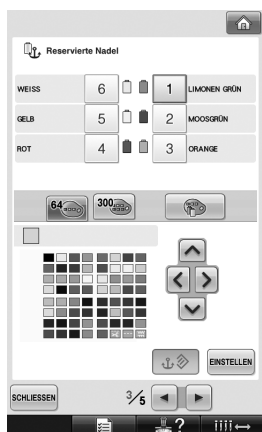 Reservierte Nadel
WEISS 6 1 LIMONEN GRÜN
GELB 5 2 MOOSGRÜN
ROT 4 3 ORANGE
64 300
EINSTELLEN
SCHLIESSEN 3/5
?